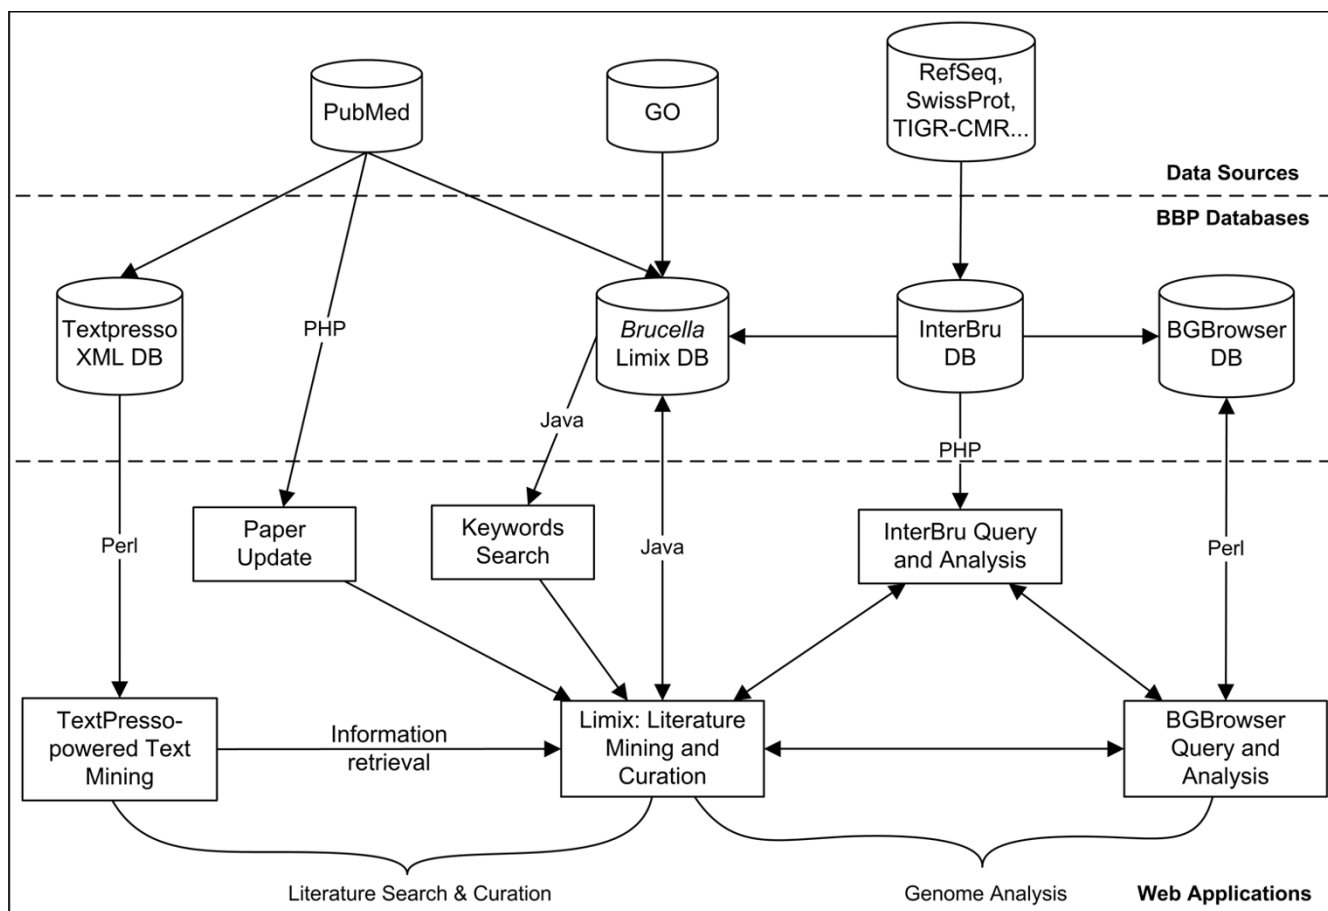 PubMed
GO
RefSeq,
SwissProt,
TIGR-CMR...
Data Sources
BBP Databases
Textpresso
XML DB
PHP
Brucella
Limix DB
InterBru
DB
BGBrowser
DB
Java
PHP
Paper
Update
Keywords
Search
InterBru Query
and Analysis
Perl
Java
Perl
TextPresso-
powered Text
Mining
Information
retrieval
Limix: Literature
Mining and
Curation
BGBrowser
Query and
Analysis
Literature Search & Curation
Genome Analysis
Web Applications